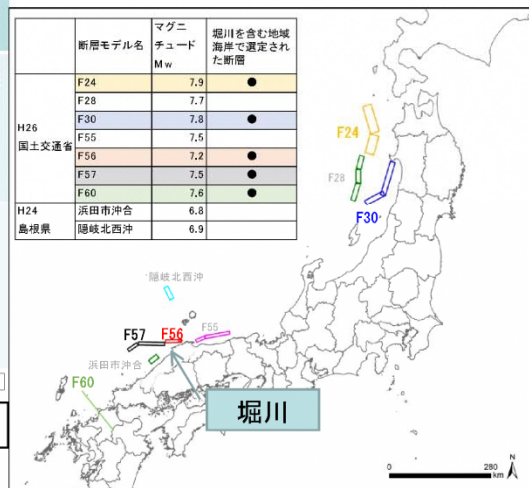 断層モデル名 マグニチュード Mw 堀川を含む地域海岸で選定された断層
H26 国土交通省
F24 7.9 ●
F28 7.7
F30 7.8 ●
F55 7.5
F56 7.2 ●
F57 7.5 ●
F60 7.6 ●
H24 島根県
浜田市沖合 6.8
隠岐北西沖 6.9
F24
F28
F30
隠岐北西沖
F57
F56
F55
浜田市沖合
F60
堀川
0 280
km
N